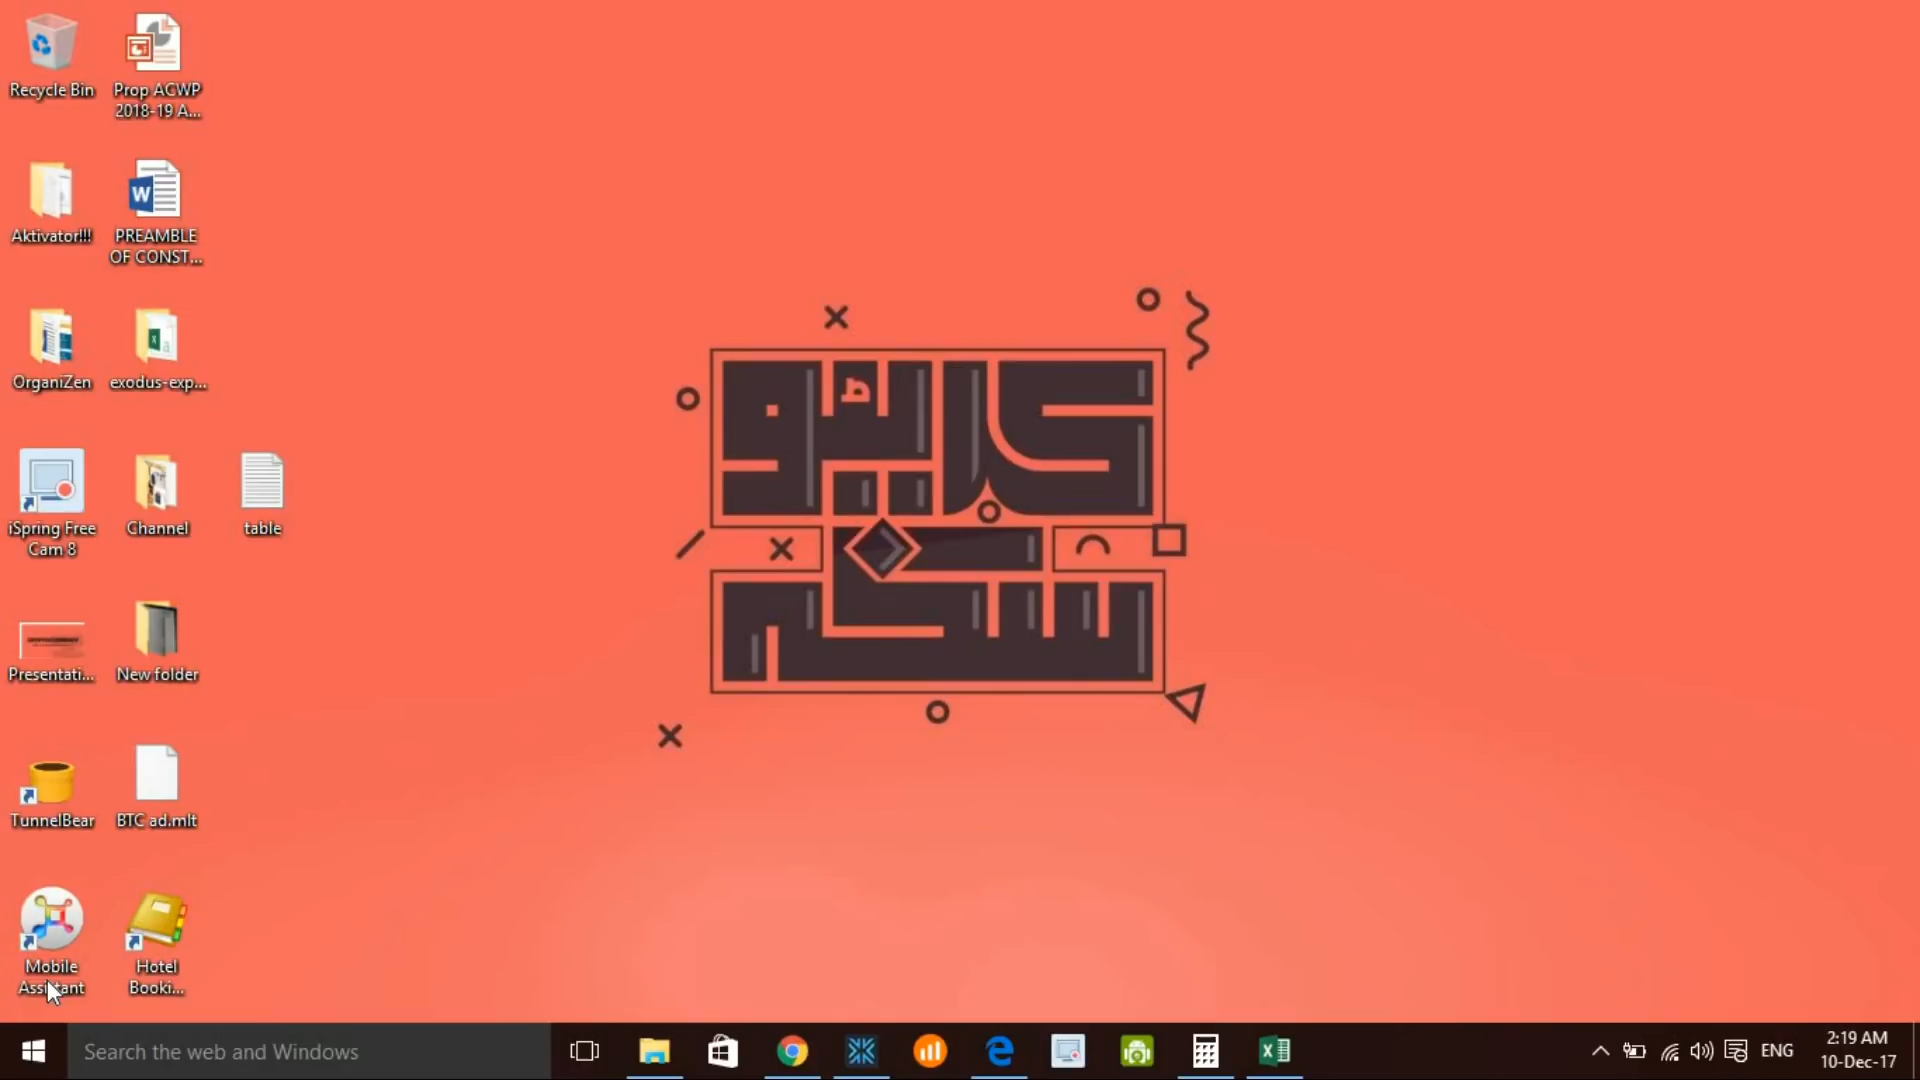 Recycle Bin
Prop ACWP
2018-19 A...
Aktivator!!!
PREAMBLE
OF CONST...
OrganiZen
exodus-exp...
iSpring Free
Cam 8
Channel
table
Presentati...
New folder
TunnelBear
BTC ad.mlt
Mobile
Assistant
Hotel
Booki...
Search the web and Windows
ENG
2:19 AM
10-Dec-17